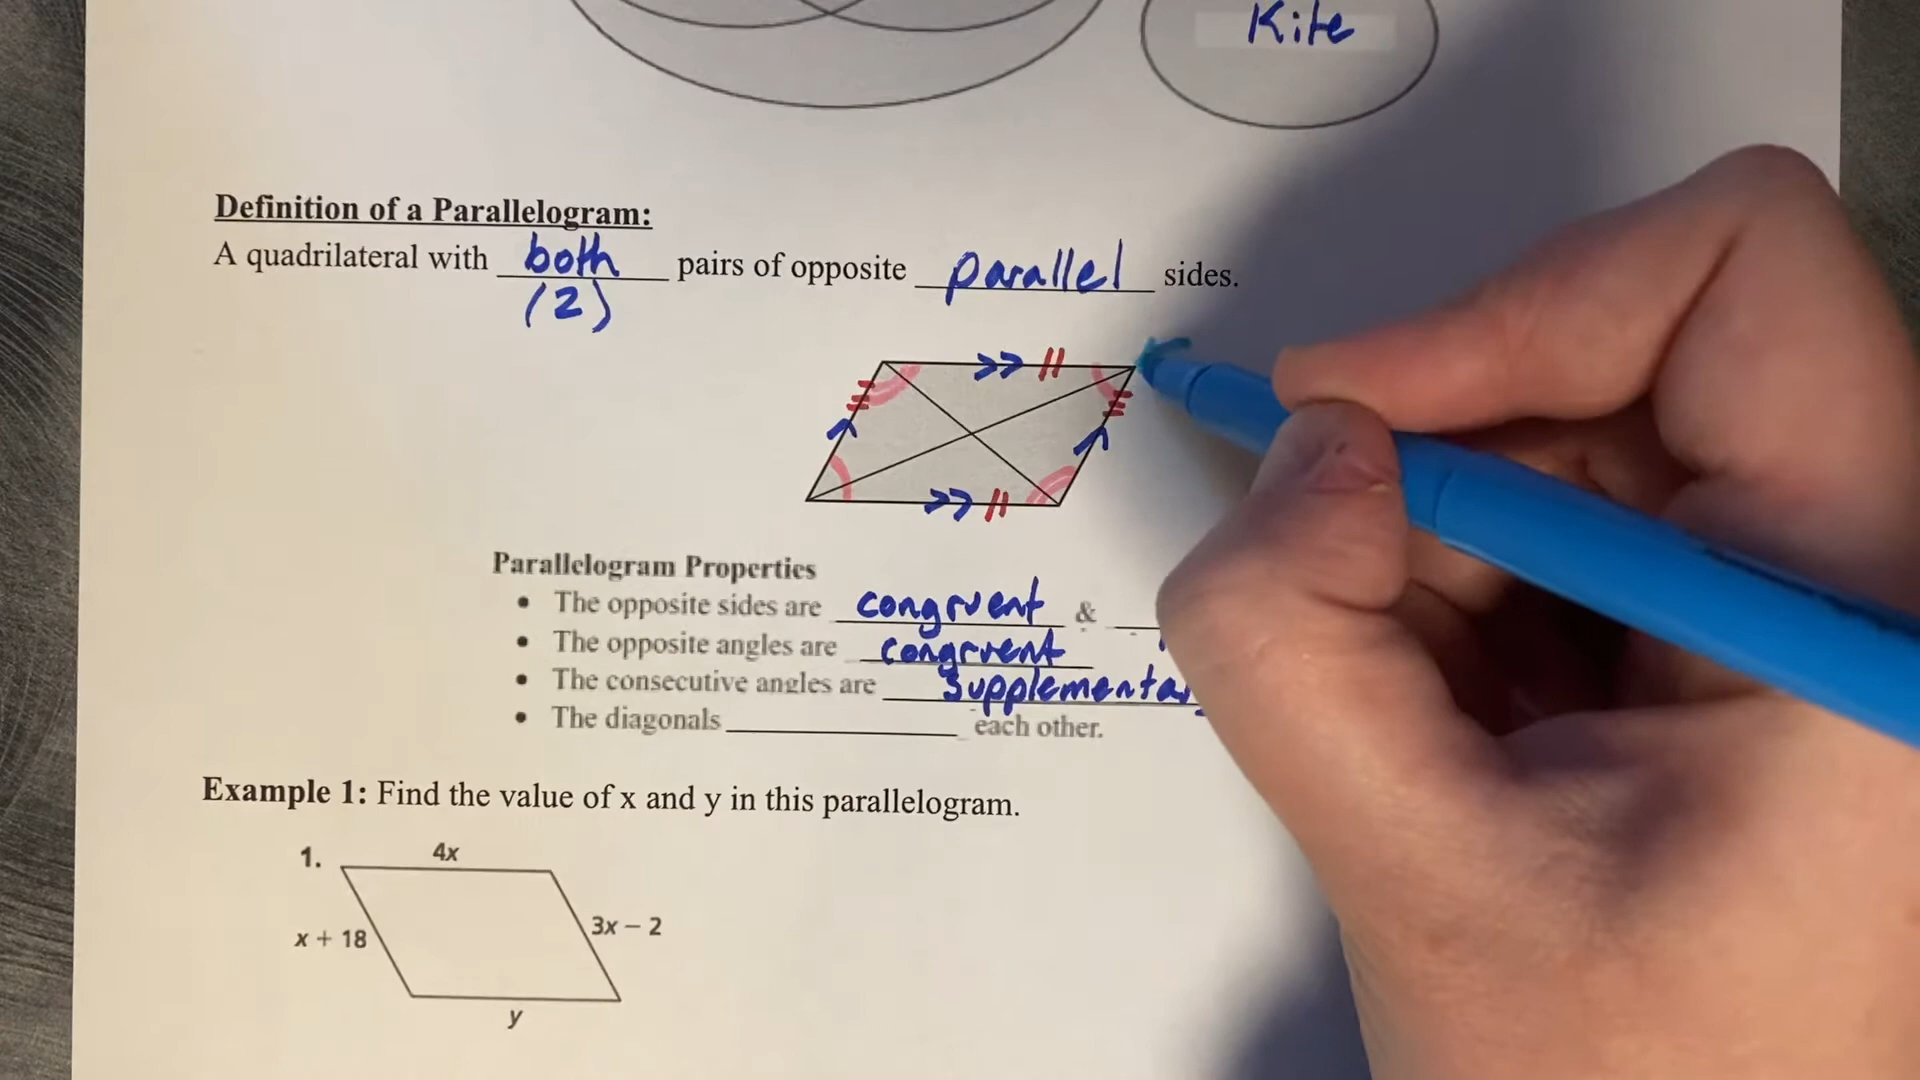 Kite
Definition of a Parallelogram:
A quadrilateral with both pairs of opposite parallel sides.
(2)
Parallelogram Properties
• The opposite sides are congruent &
• The opposite angles are congruent
• The consecutive angles are supplementary
• The diagonals ____________ each other.
Example 1: Find the value of x and y in this parallelogram.
1.
4x
x + 18
3x − 2
y